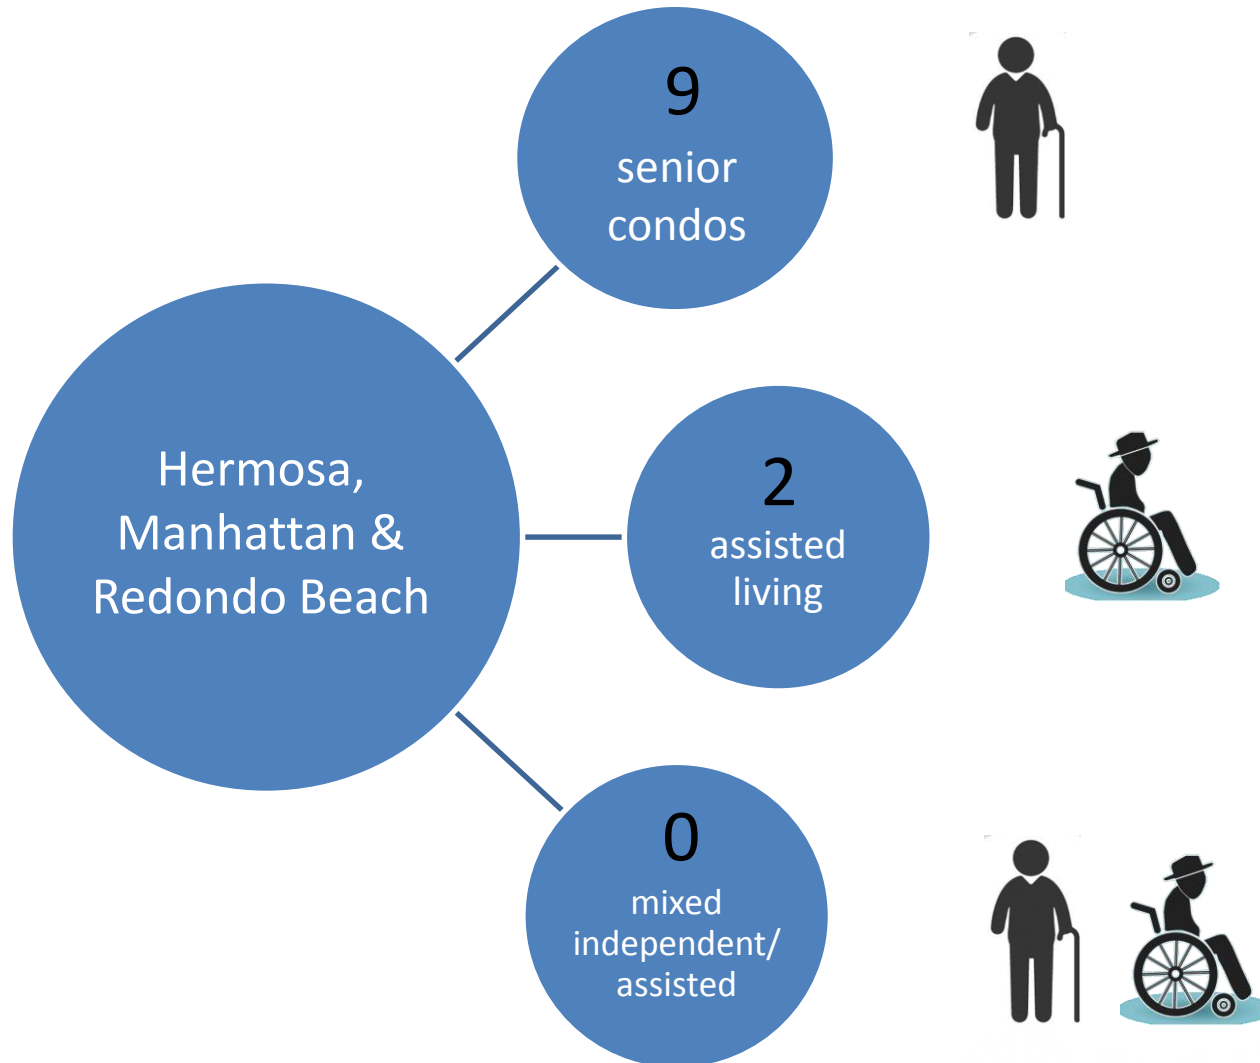 9
senior
condos
Hermosa,
Manhattan &
Redondo Beach
2
assisted
living
0
mixed
independent/
assisted